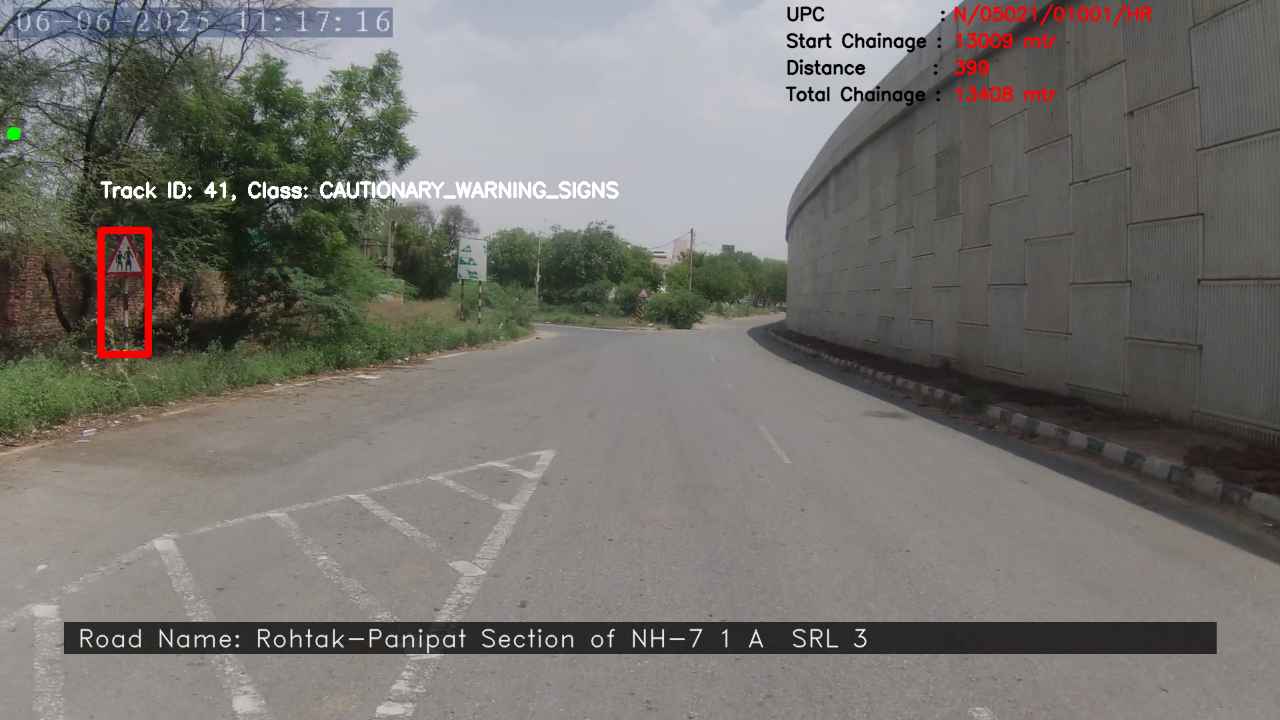 06-06-2025 11:17:16
UPC : N/05021/01001/HR
Start Chainage : 13009 mtr
Distance : 399
Total Chainage : 13408 mtr
Track ID: 41, Class: CAUTIONARY_WARNING_SIGNS
Road Name: Rohtak-Panipat Section of NH-7 1 A SRL 3